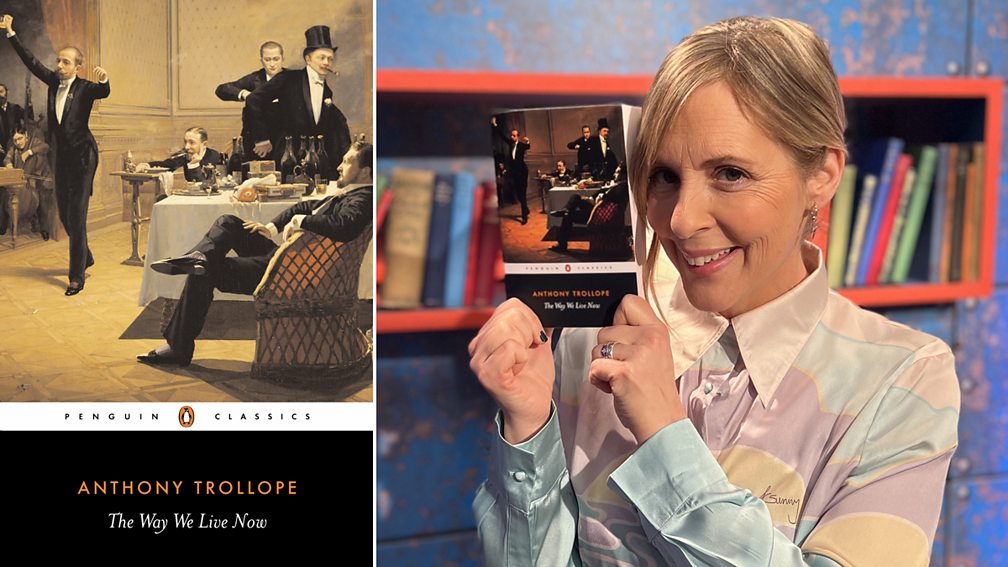 PENGUIN CLASSICS
ANTHONY TROLLOPE
The Way We Live Now
PENGUIN CLASSICS
ANTHONY TROLLOPE
The Way We Live Now